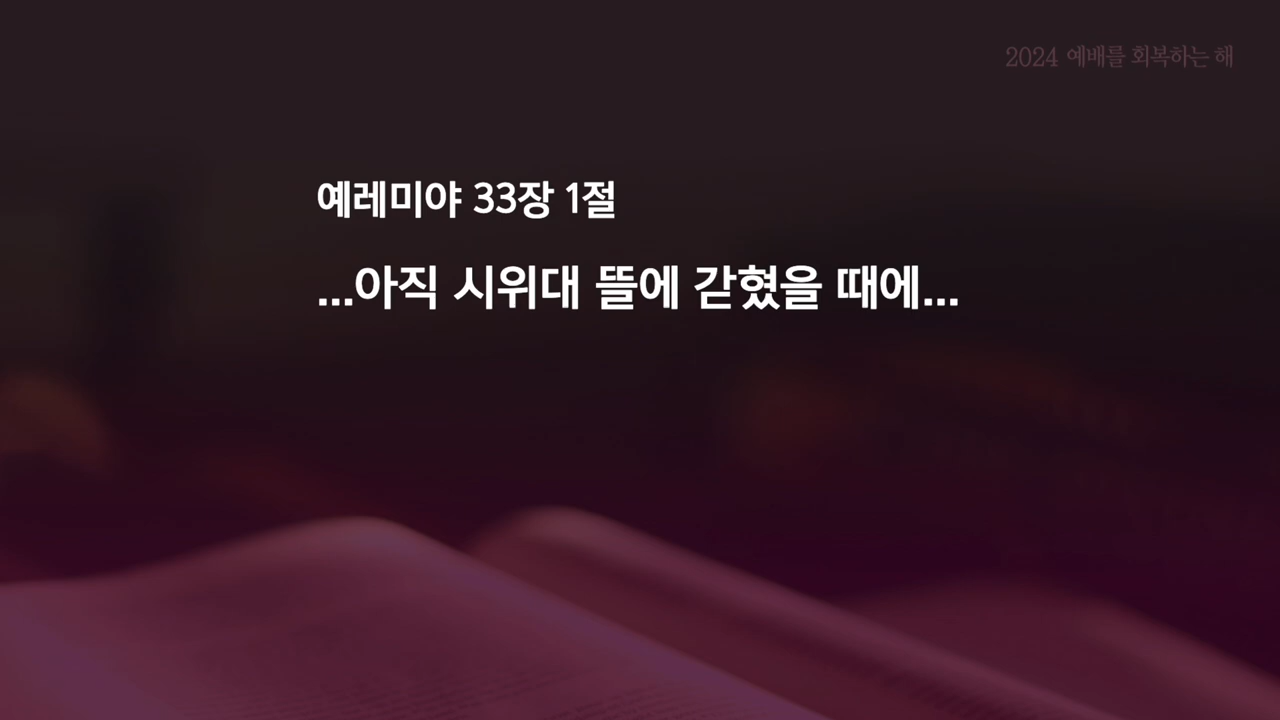 2024 예배를 회복하는 해
예레미야 33장 1절
...아직 시위대 뜰에 갇혔을 때에...